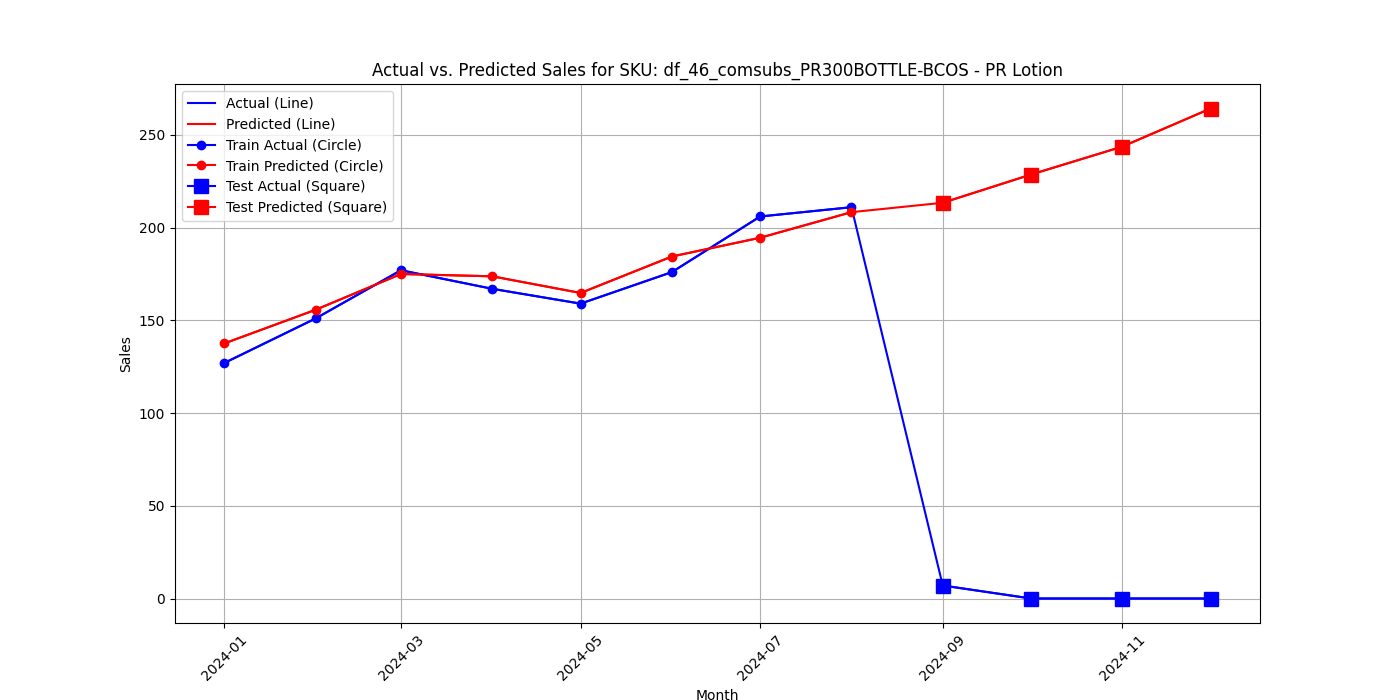 Actual vs. Predicted Sales for SKU: df_46_comsubs_PR300BOTTLE-BCOS - PR Lotion
Actual (Line)
Predicted (Line)
Train Actual (Circle)
Train Predicted (Circle)
Test Actual (Square)
Test Predicted (Square)
250
200
150
100
50
0
Sales
2024-01
2024-03
2024-05
2024-07
2024-09
2024-11
Month